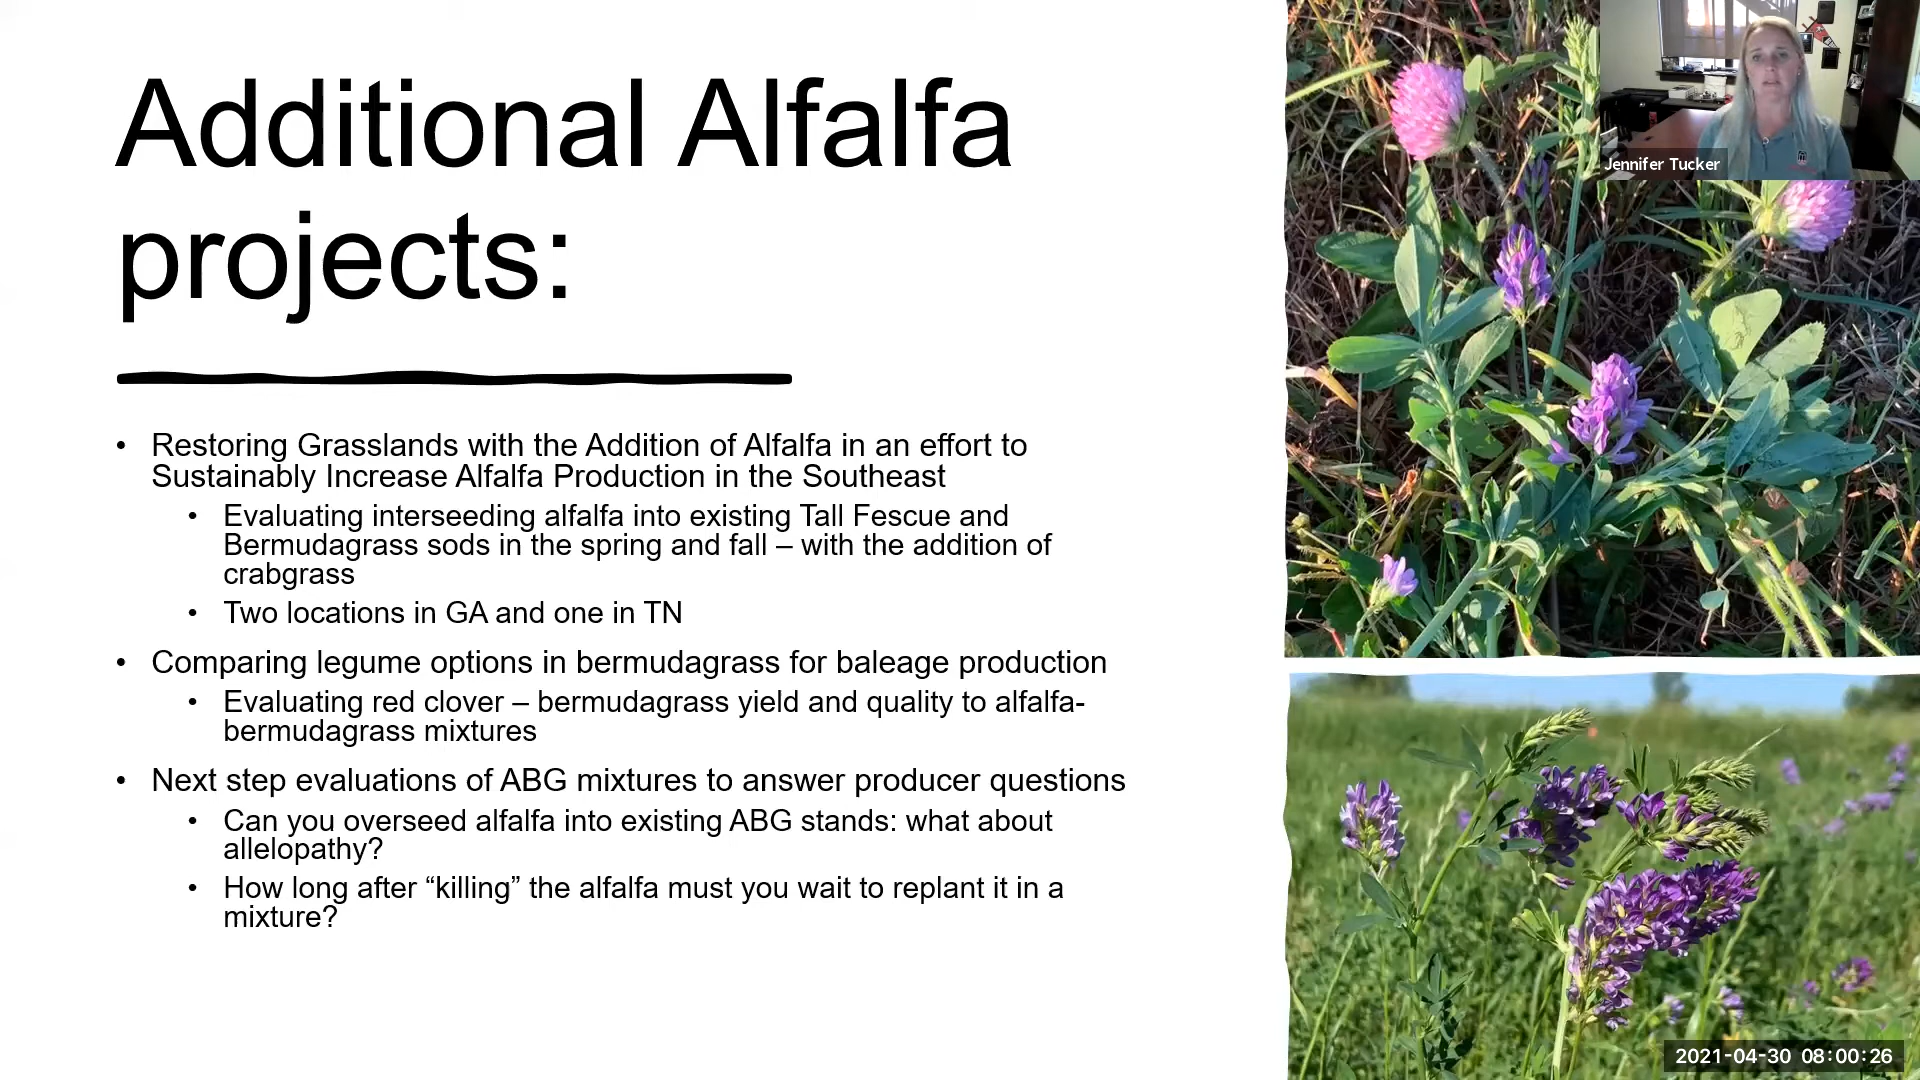 Additional Alfalfa
projects:
• Restoring Grasslands with the Addition of Alfalfa in an effort to
Sustainably Increase Alfalfa Production in the Southeast
• Evaluating interseeding alfalfa into existing Tall Fescue and
Bermudagrass sods in the spring and fall – with the addition of
crabgrass
• Two locations in GA and one in TN
• Comparing legume options in bermudagrass for baleage production
• Evaluating red clover – bermudagrass yield and quality to alfalfa-
bermudagrass mixtures
• Next step evaluations of ABG mixtures to answer producer questions
• Can you overseed alfalfa into existing ABG stands: what about
allelopathy?
• How long after “killing” the alfalfa must you wait to replant it in a
mixture?
Jennifer Tucker
2021-04-30 08:00:26